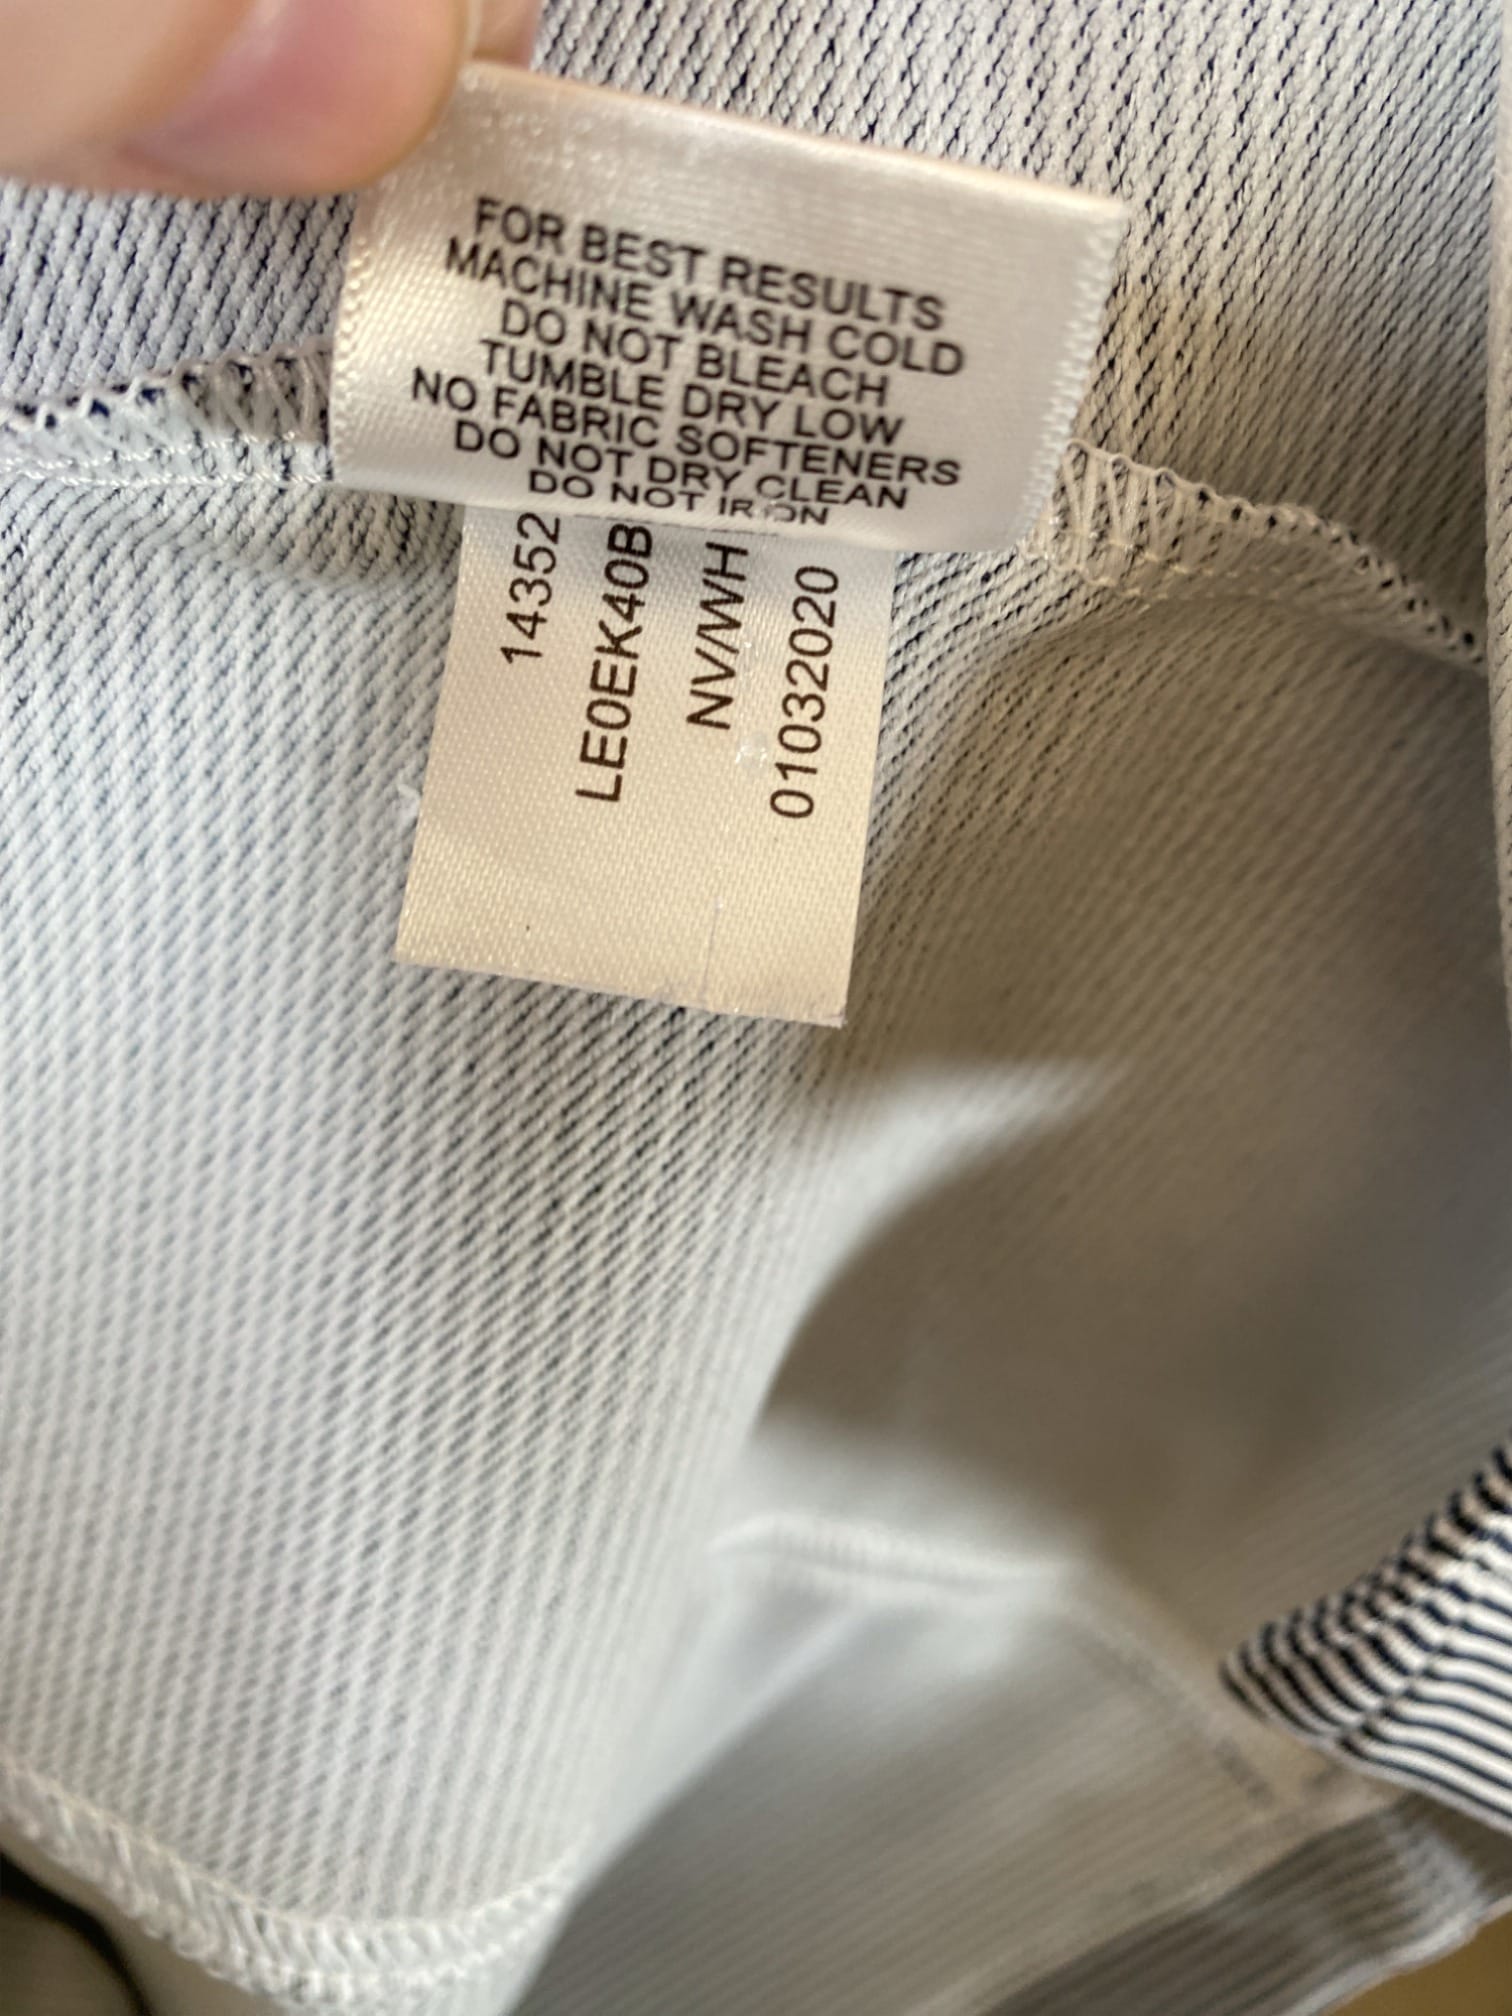 FOR BEST RESULTS
MACHINE WASH COLD
DO NOT BLEACH
TUMBLE DRY LOW
NO FABRIC SOFTENERS
DO NOT DRY CLEAN
DO NOT IRON
14352
LE0EK40B
NV/WH
01032020